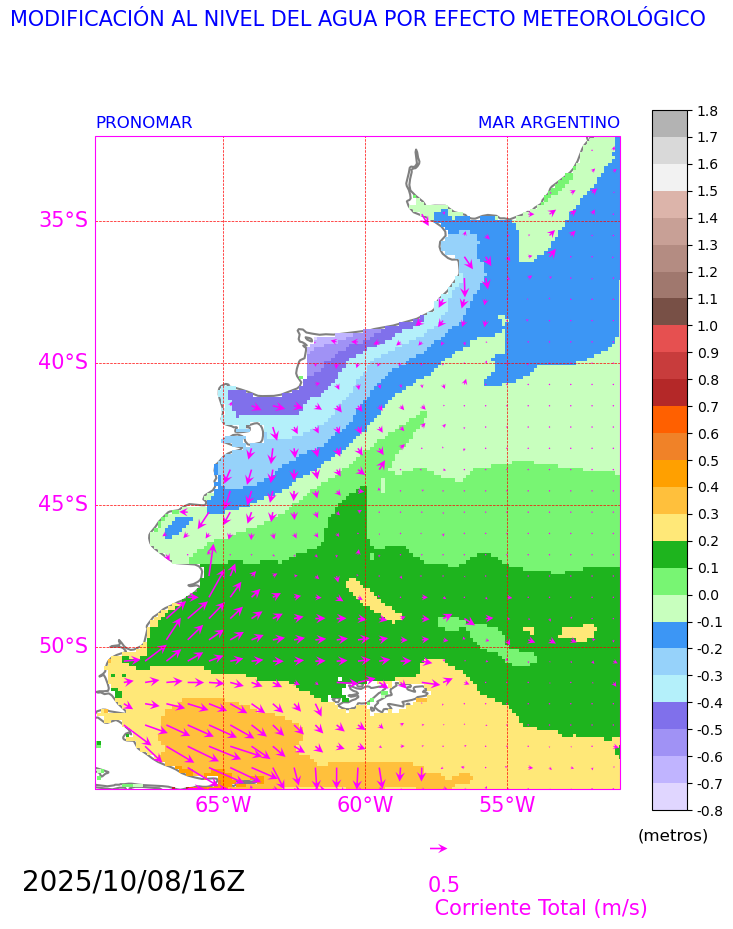 MODIFICACIÓN AL NIVEL DEL AGUA POR EFECTO METEOROLÓGICO
PRONOMAR
MAR ARGENTINO
35°S
40°S
45°S
50°S
65°W
60°W
55°W
1.8
1.7
1.6
1.5
1.4
1.3
1.2
1.1
1.0
0.9
0.8
0.7
0.6
0.5
0.4
0.3
0.2
0.1
0.0
-0.1
-0.2
-0.3
-0.4
-0.5
-0.6
-0.7
-0.8
(metros)
2025/10/08/16Z
0.5
Corriente Total (m/s)